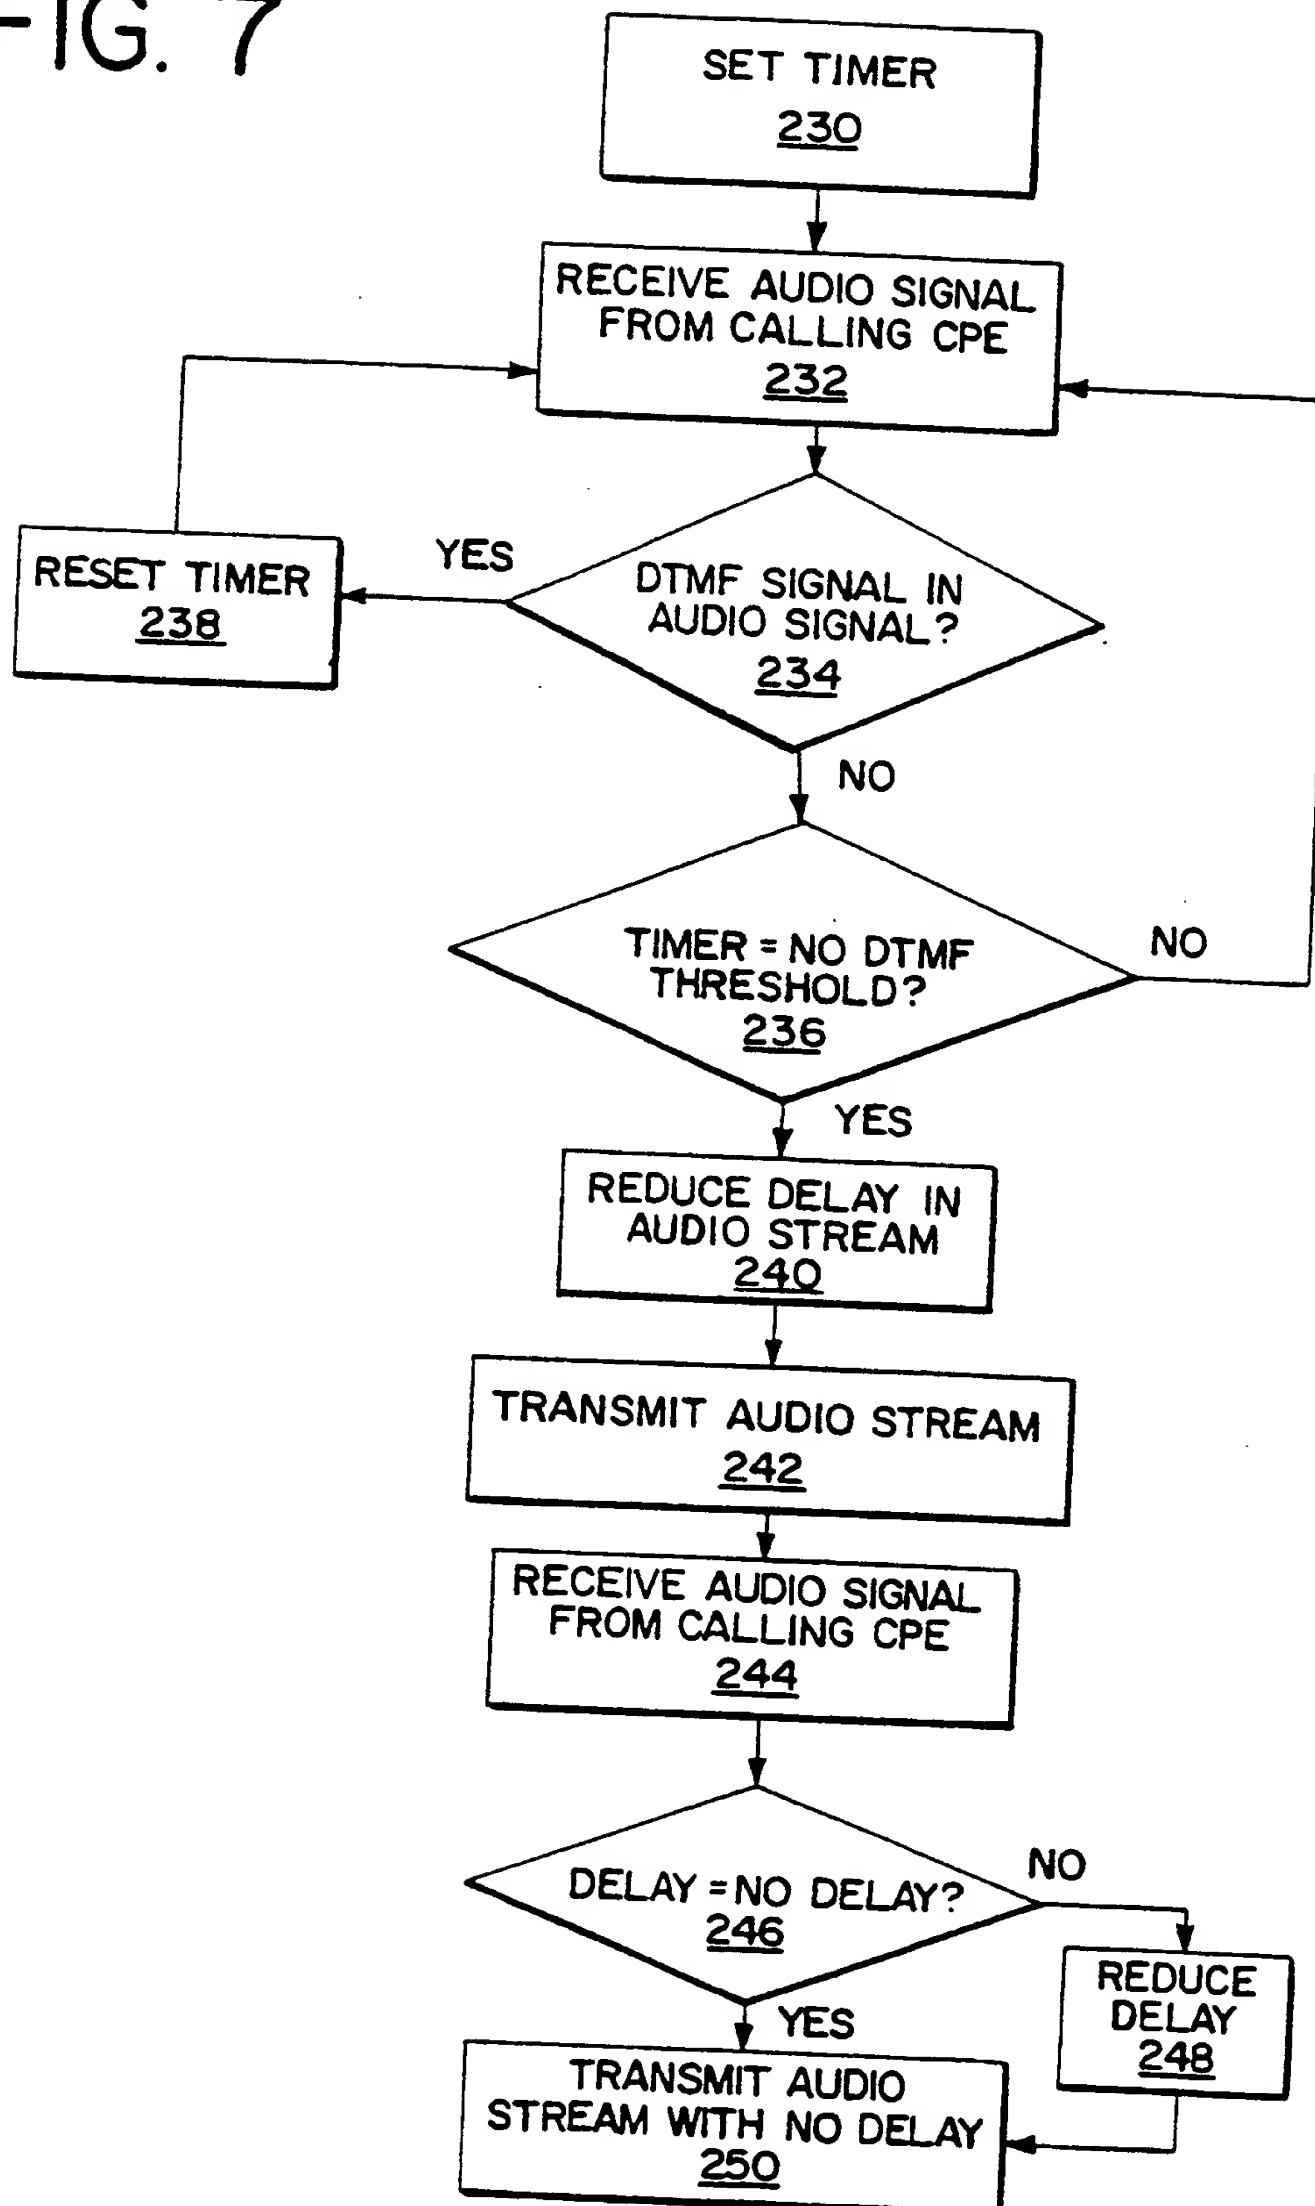 FIG. 7
SET TIMER
230
RECEIVE AUDIO SIGNAL
FROM CALLING CPE
232
YES
RESET TIMER
238
DTMF SIGNAL IN
AUDIO SIGNAL?
234
NO
TIMER = NO DTMF
THRESHOLD?
236
NO
YES
REDUCE DELAY IN
AUDIO STREAM
240
TRANSMIT AUDIO STREAM
242
RECEIVE AUDIO SIGNAL
FROM CALLING CPE
244
DELAY = NO DELAY?
246
NO
REDUCE
DELAY
248
YES
TRANSMIT AUDIO
STREAM WITH NO DELAY
250